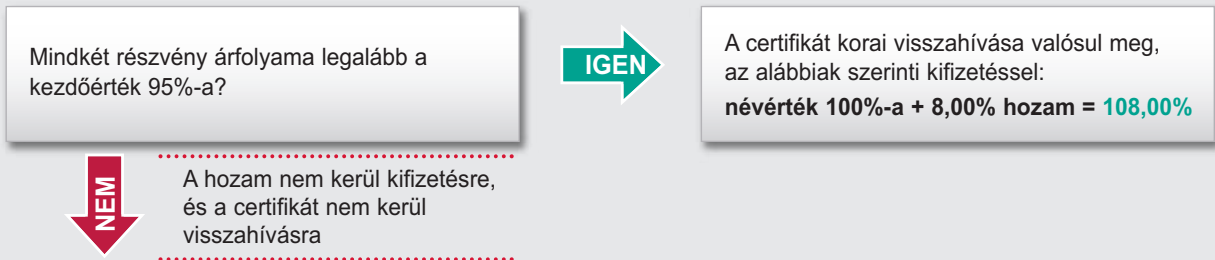 Mindkét részvény árfolyama legalább a
kezdőérték 95%-a?
IGEN
A certifikát korai visszahívása valósul meg,
az alábbiak szerinti kifizetéssel:
névérték 100%-a + 8,00% hozam = 108,00%
NEM
A hozam nem kerül kifizetésre,
és a certifikát nem kerül
visszahívásra